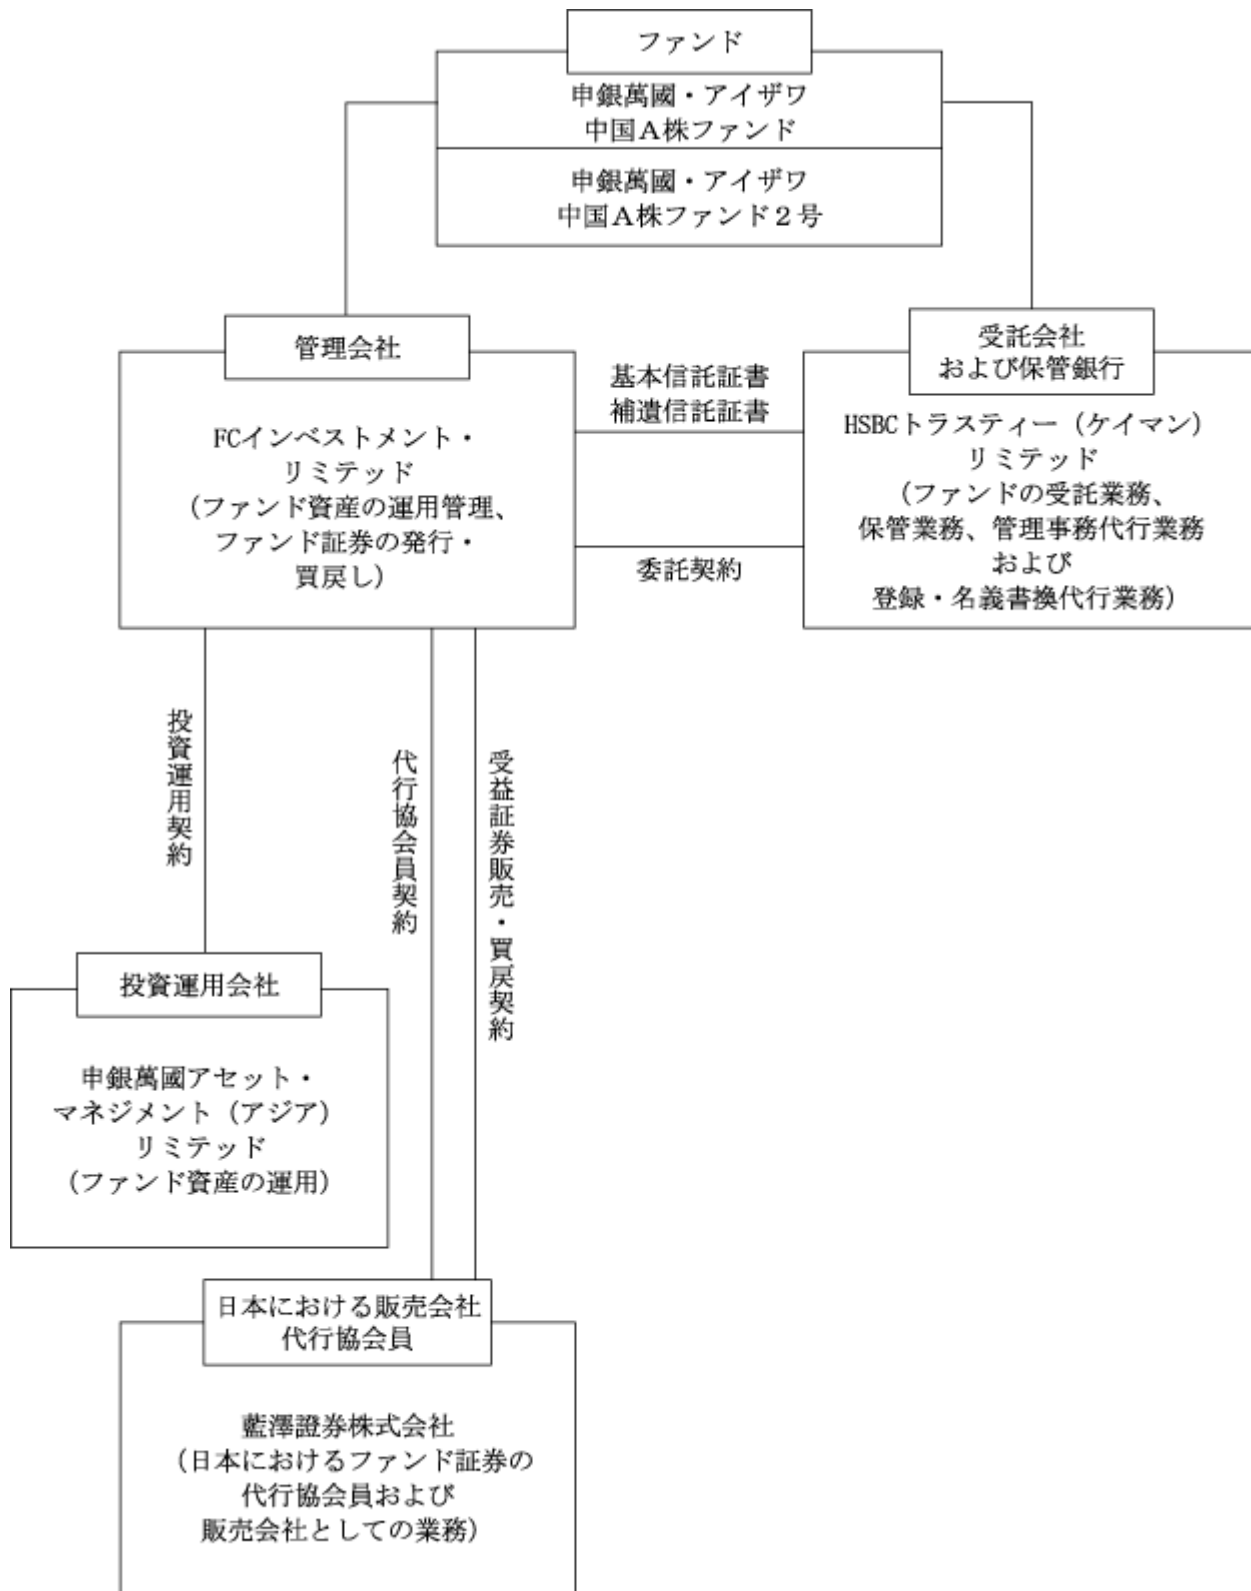 ファンド
申銀萬國・アイザワ
中国Ａ株ファンド
申銀萬國・アイザワ
中国Ａ株ファンド２号
管理会社
FCインベストメント・
リミテッド
（ファンド資産の運用管理、
ファンド証券の発行・
買戻し）
基本信託証書
補遺信託証書
委託契約
受託会社
および保管銀行
HSBCトラスティー（ケイマン）
リミテッド
（ファンドの受託業務、
保管業務、管理事務代行業務
および
登録・名義書換代行業務）
投資運用契約
代行協会員契約
受益証券販売・買戻契約
投資運用会社
申銀萬國アセット・
マネジメント（アジア）
リミテッド
（ファンド資産の運用）
日本における販売会社
代行協会員
藍澤證券株式会社
（日本におけるファンド証券の
代行協会員および
販売会社としての業務）